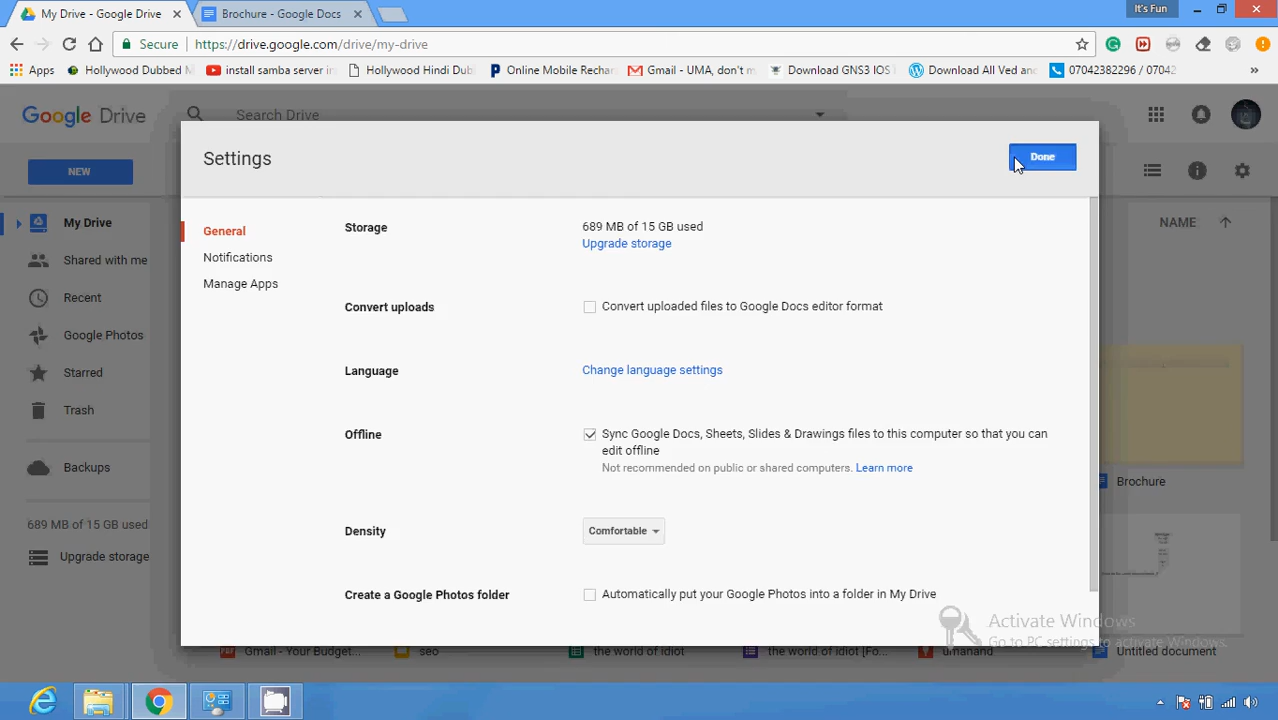 My Drive - Google Drive
Brochure - Google Docs
It's Fun
Secure
https://drive.google.com/drive/my-drive
Apps
Hollywood Dubbed M
install samba server in
Hollywood Hindi Dub
Online Mobile Rechar
Gmail - UMA, don't m
Download GNS3 IOS
Download All Ved and
07042382296 / 07042
Google Drive
Search Drive
NEW
Settings
Done
My Drive
Shared with me
Recent
Google Photos
Starred
Trash
Backups
689 MB of 15 GB used
Upgrade storage
General
Notifications
Manage Apps
Storage
689 MB of 15 GB used
Upgrade storage
Convert uploads
Convert uploaded files to Google Docs editor format
Language
Change language settings
Offline
Sync Google Docs, Sheets, Slides & Drawings files to this computer so that you can
edit offline
Not recommended on public or shared computers. Learn more
Density
Comfortable
Create a Google Photos folder
Automatically put your Google Photos into a folder in My Drive
NAME
Brochure
Activate Windows
Go to PC settings to activate Windows.
Gmail - Your Budget...
seo
the world of idiot
the world of idiot [Fo...
umanand
Untitled document